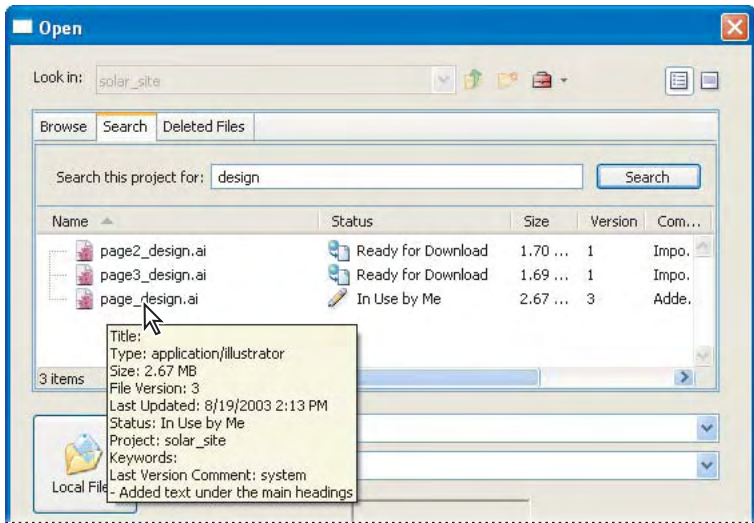 Open
Look in: solar_site
Browse Search Deleted Files
Search this project for: design Search
Name Status Size Version Com...
page2_design.ai Ready for Download 1.70 ... 1 Impo.
page3_design.ai Ready for Download 1.69 ... 1 Impo.
page_design.ai In Use by Me 2.67 ... 3 Adde.
Title:
Type: application/illustrator
Size: 2.67 MB
3 items
File Version: 3
Last Updated: 8/19/2003 2:13 PM
Status: In Use by Me
Project: solar_site
Keywords:
Last Version Comment: system
Local File
- Added text under the main headings